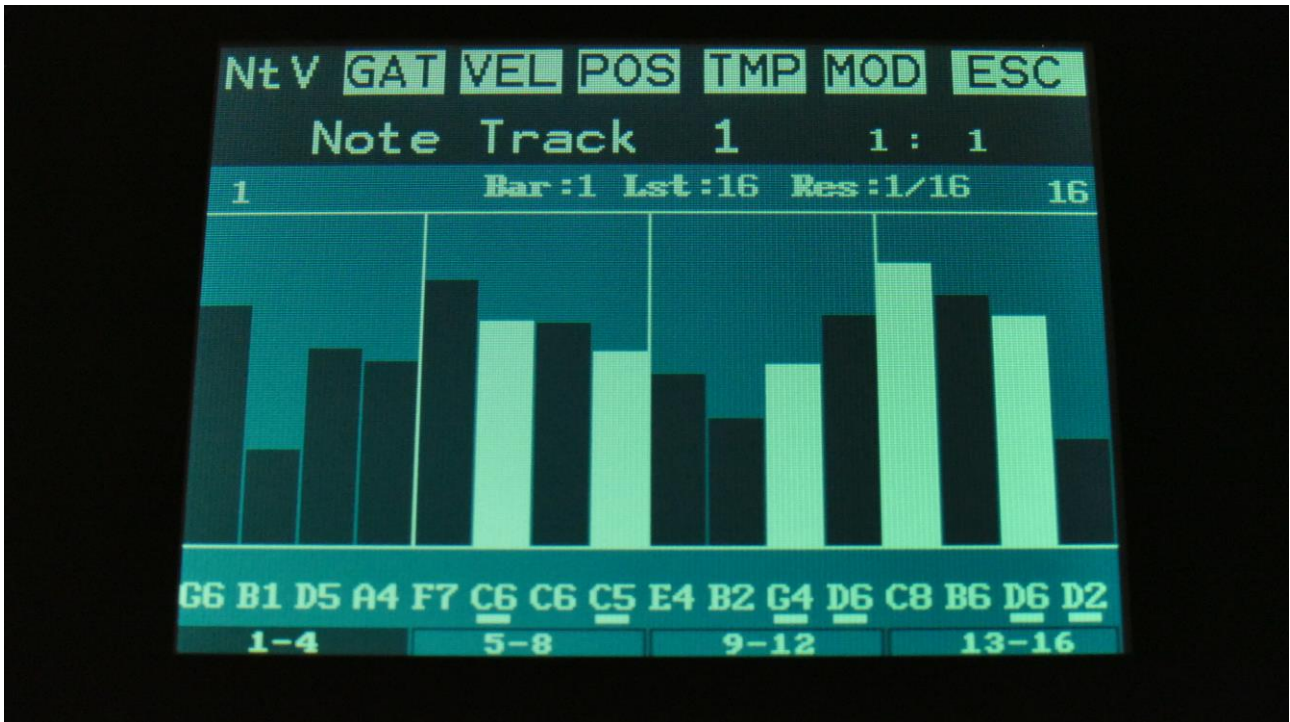 NtV GAT VEL POS TMP MOD ESC
Note Track 1 1: 1
1 Bar:1 Lst:16 Res:1/16 16
G6 B1 D5 A4 F7 C6 C6 C5 E4 B2 G4 D6 C8 B6 D6 D2
1-4 5-8 9-12 13-16